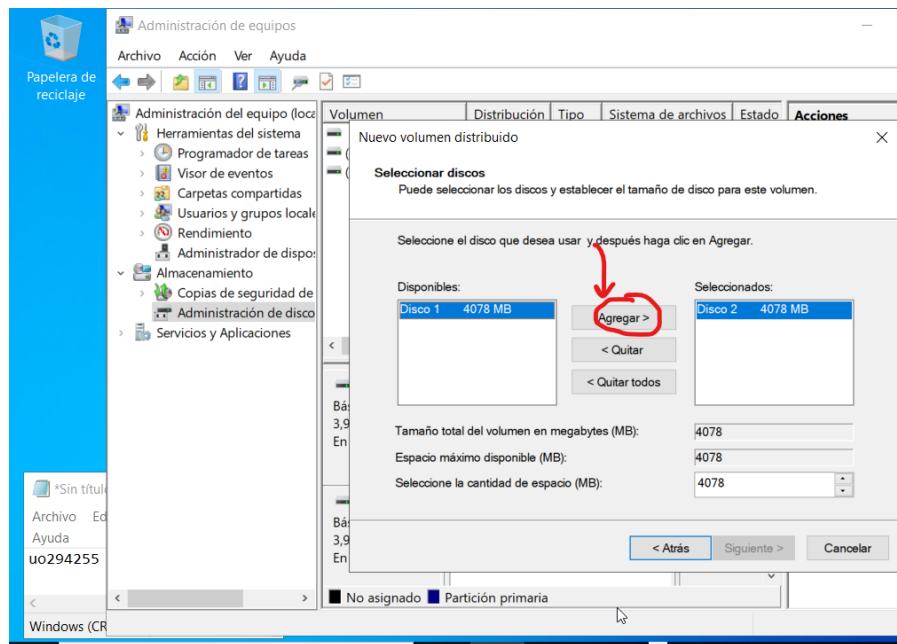 Papelera de
reciclaje
Administración de equipos
Archivo Acción Ver Ayuda
Administración del equipo (loca
Herramientas del sistema
Programador de tareas
Visor de eventos
Carpetas compartidas
Usuarios y grupos locale
Rendimiento
Administrador de dispos
Almacenamiento
Copias de seguridad de
Administración de disco
Servicios y Aplicaciones
Volumen Distribución Tipo Sistema de archivos Estado Acciones
Nuevo volumen distribuido
Seleccionar discos
Puede seleccionar los discos y establecer el tamaño de disco para este volumen.
Seleccione el disco que desea usar y después haga clic en Agregar.
Disponibles:
Disco 1 4078 MB
Agregar >
< Quitar
< Quitar todos
Seleccionados:
Disco 2 4078 MB
Tamaño total del volumen en megabytes (MB): 4078
Espacio máximo disponible (MB): 4078
Seleccione la cantidad de espacio (MB): 4078
< Atrás Siguiente > Cancelar
Bás
3,9
En
Bás
3,9
En
No asignado Partición primaria
*Sin títul
Archivo Ed
Ayuda
uo294255
Windows (CR